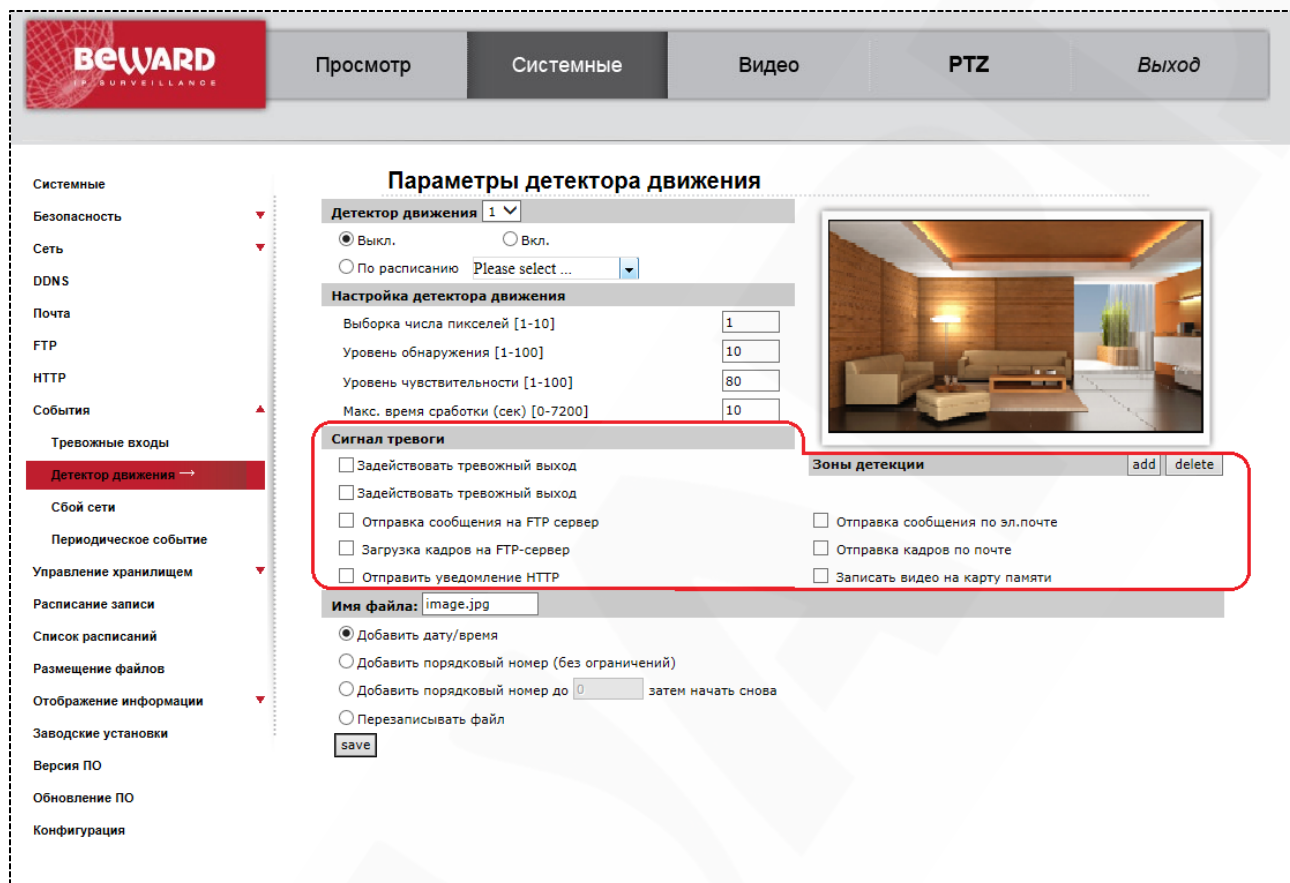 BEWARD
IP SURVEILLANCE
Просмотр
Системные
Видео
PTZ
Выход
Системные
Безопасность
Сеть
DDNS
Почта
FTP
HTTP
События
Тревожные входы
Детектор движения →
Сбой сети
Периодическое событие
Управление хранилищем
Расписание записи
Список расписаний
Размещение файлов
Отображение информации
Заводские установки
Версия ПО
Обновление ПО
Конфигурация
Параметры детектора движения
Детектор движения 1
Выкл. Вкл.
По расписанию Please select ...
Настройка детектора движения
Выборка числа пикселей [1-10] 1
Уровень обнаружения [1-100] 10
Уровень чувствительности [1-100] 80
Макс. время сработки (сек) [0-7200] 10
Сигнал тревоги
Задействовать тревожный выход
Зоны детекции add delete
Задействовать тревожный выход
Отправка сообщения на FTP сервер Отправка сообщения по эл.почте
Загрузка кадров на FTP-сервер Отправка кадров по почте
Отправить уведомление HTTP Записать видео на карту памяти
Имя файла: image.jpg
Добавить дату/время
Добавить порядковый номер (без ограничений)
Добавить порядковый номер до 0 затем начать снова
Перезаписывать файл
save